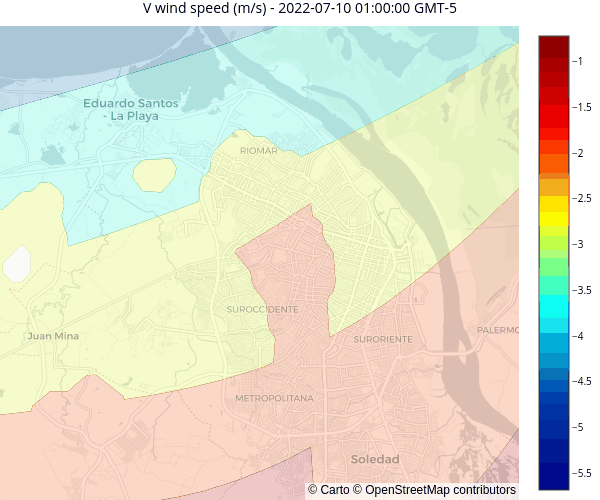 V wind speed (m/s) - 2022-07-10 01:00:00 GMT-5
Eduardo Santos
- La Playa
RIOMAR
SUROCCIDENTE
Juan Mina
SURORIENTE
PALERMO
METROPOLITANA
Soledad
© Carto © OpenStreetMap contributors
−1
−1.5
−2
−2.5
−3
−3.5
−4
−4.5
−5
−5.5